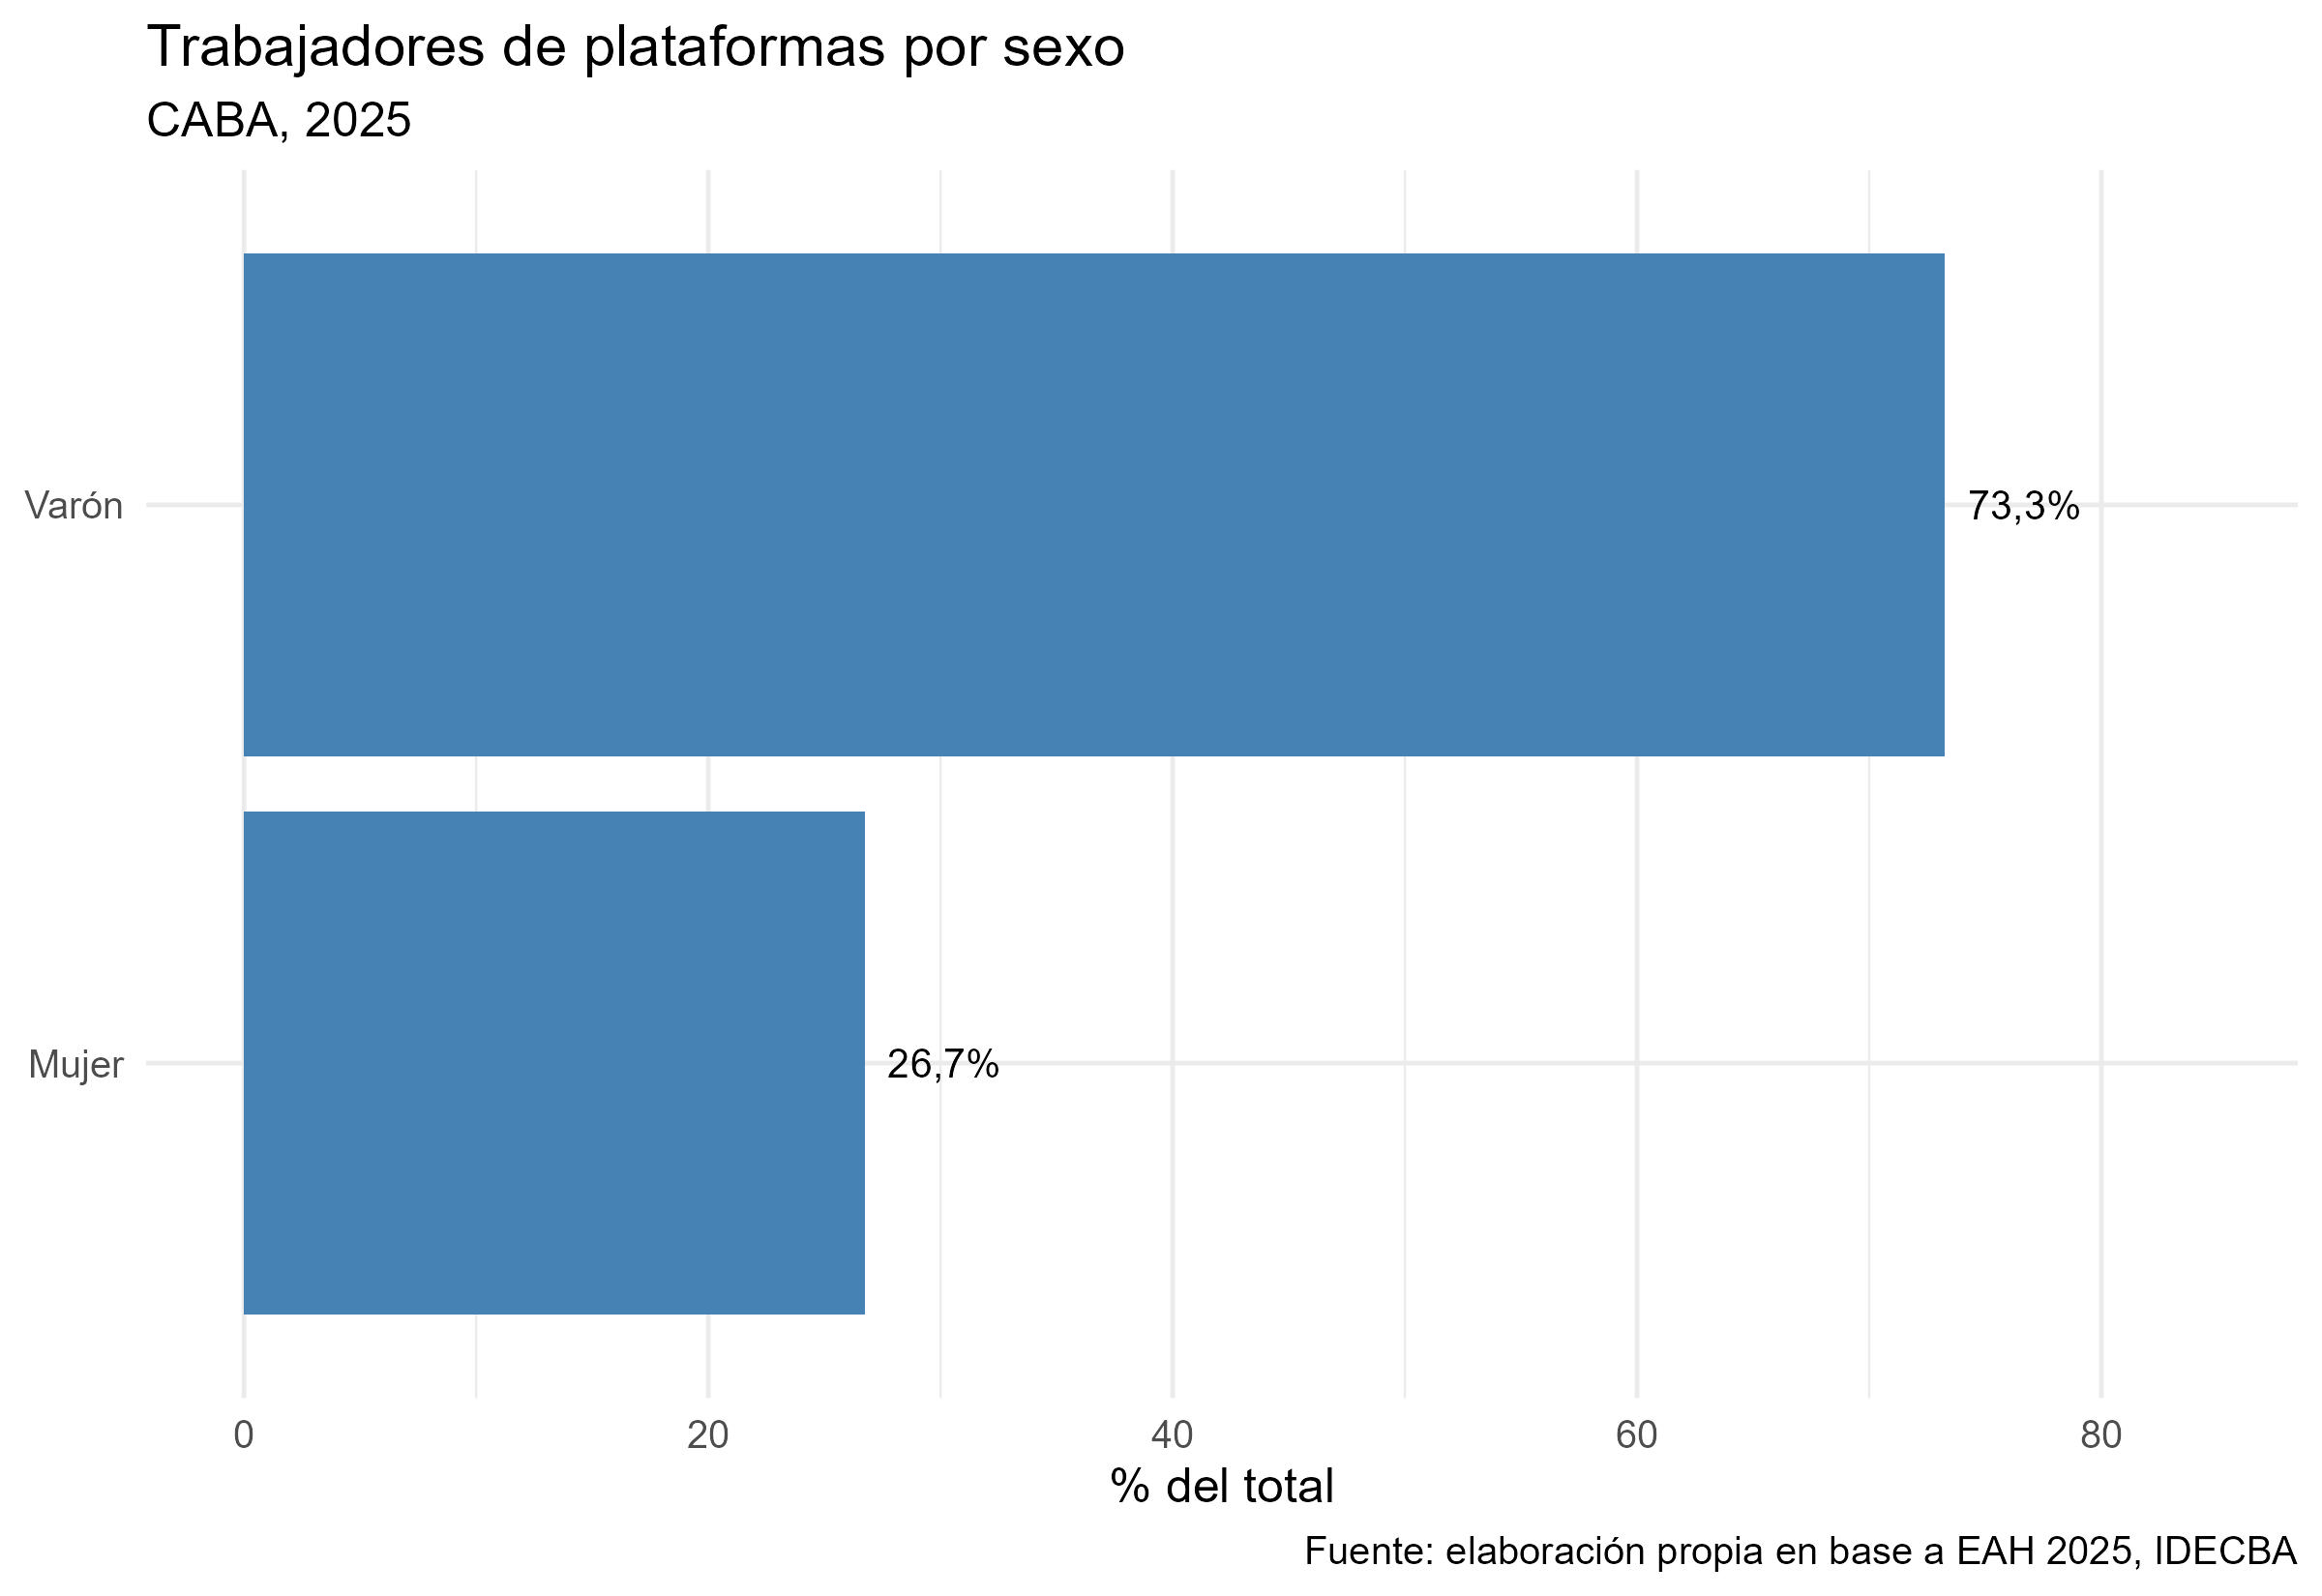 Trabajadores de plataformas por sexo
CABA, 2025
Varón
73,3%
Mujer
26,7%
0 20 40 60 80
% del total
Fuente: elaboración propia en base a EAH 2025, IDECBA